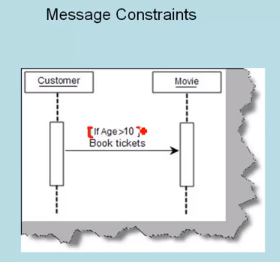 Message Constraints
Customer
Movie
[If Age>10]
Book tickets